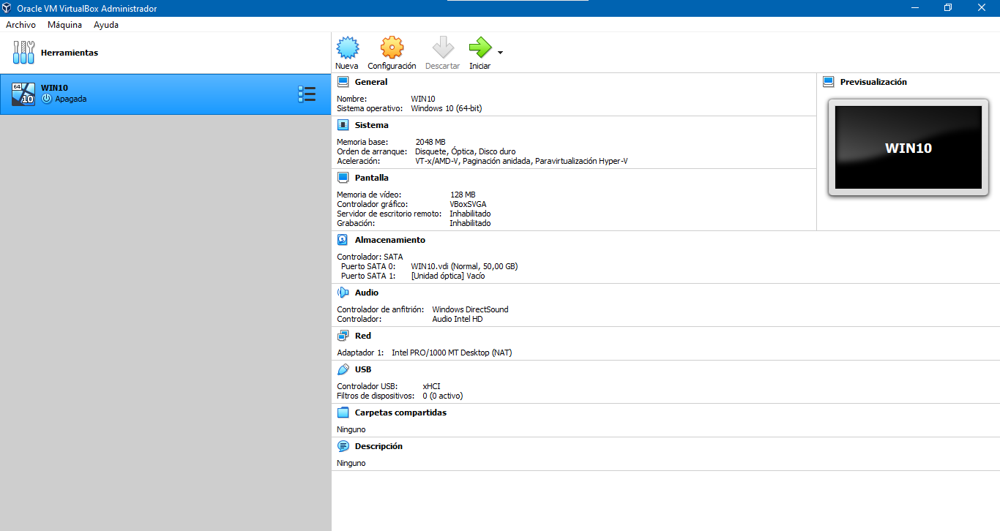 Oracle VM VirtualBox Administrador
Archivo Máquina Ayuda
Herramientas
64
10
WIN10
Apagada
Nueva Configuración Descartar Iniciar
General
Nombre: WIN10
Sistema operativo: Windows 10 (64-bit)
Sistema
Memoria base: 2048 MB
Orden de arranque: Disquete, Óptica, Disco duro
Aceleración: VT-x/AMD-V, Paginación anidada, Paravirtualización Hyper-V
Pantalla
Memoria de vídeo: 128 MB
Controlador gráfico: VBoxSVGA
Servidor de escritorio remoto: Inhabilitado
Grabación: Inhabilitado
Previsualización
WIN10
Almacenamiento
Controlador: SATA
Puerto SATA 0: WIN10.vdi (Normal, 50,00 GB)
Puerto SATA 1: [Unidad óptica] Vacío
Audio
Controlador de anfitrión: Windows DirectSound
Controlador: Audio Intel HD
Red
Adaptador 1: Intel PRO/1000 MT Desktop (NAT)
USB
Controlador USB: xHCI
Filtros de dispositivos: 0 (0 activo)
Carpetas compartidas
Ninguno
Descripción
Ninguno